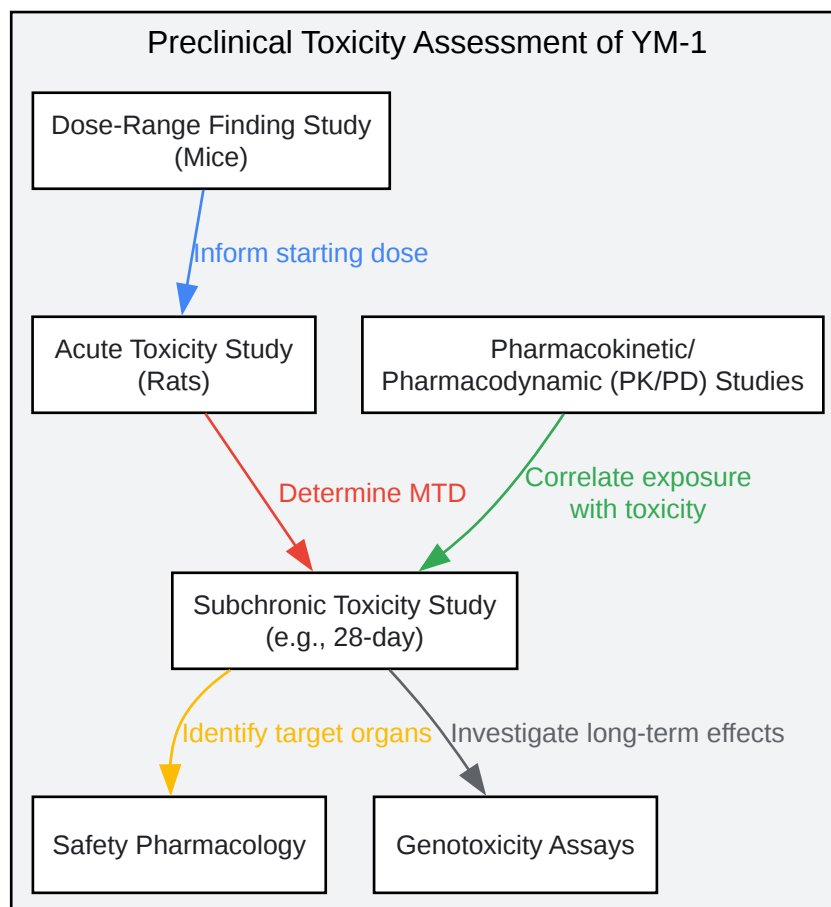 Preclinical Toxicity Assessment of YM-1
Dose-Range Finding Study
(Mice)
Inform starting dose
Acute Toxicity Study
(Rats)
Pharmacokinetic/
Pharmacodynamic (PK/PD) Studies
Determine MTD
Correlate exposure
with toxicity
Subchronic Toxicity Study
(e.g., 28-day)
Identify target organs
Investigate long-term effects
Safety Pharmacology
Genotoxicity Assays